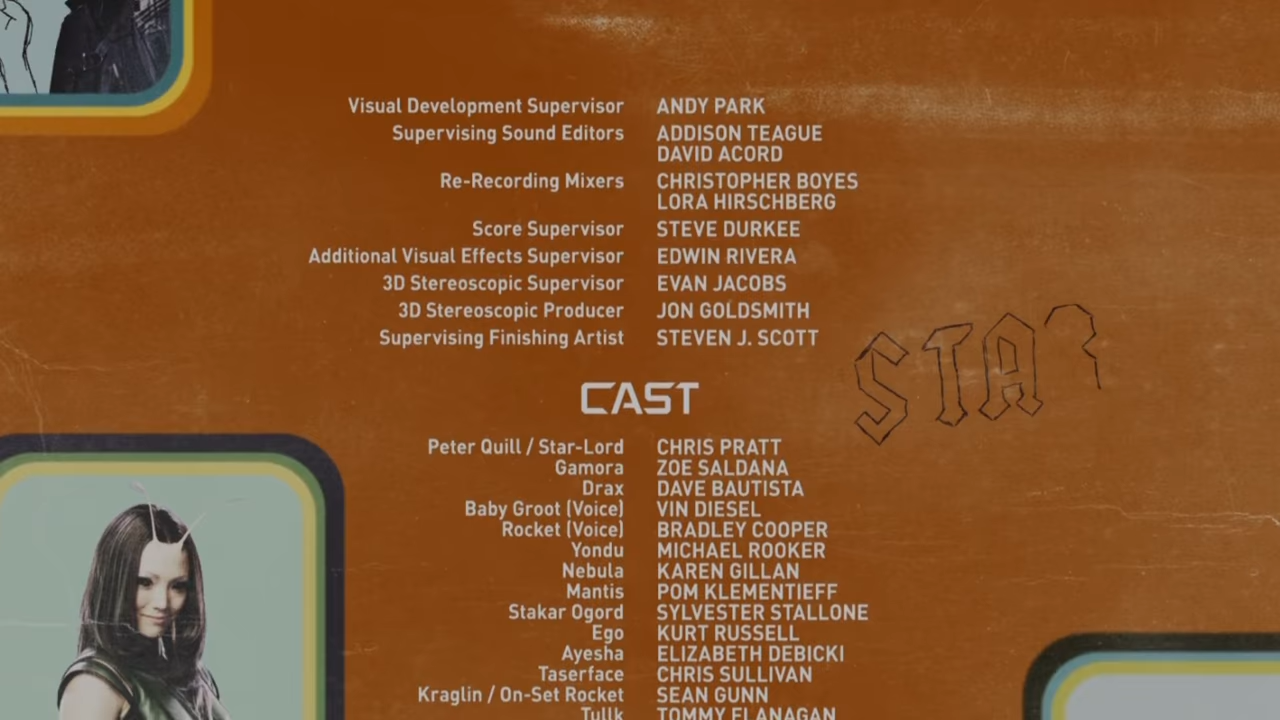 Visual Development Supervisor ANDY PARK
Supervising Sound Editors ADDISON TEAGUE
DAVID ACORD
Re-Recording Mixers CHRISTOPHER BOYES
LORA HIRSCHBERG
Score Supervisor STEVE DURKEE
Additional Visual Effects Supervisor EDWIN RIVERA
3D Stereoscopic Supervisor EVAN JACOBS
3D Stereoscopic Producer JON GOLDSMITH
Supervising Finishing Artist STEVEN J. SCOTT
STA
CAST
Peter Quill / Star-Lord CHRIS PRATT
Gamora ZOE SALDANA
Drax DAVE BAUTISTA
Baby Groot (Voice) VIN DIESEL
Rocket (Voice) BRADLEY COOPER
Yondu MICHAEL ROOKER
Nebula KAREN GILLAN
Mantis POM KLEMENTIEFF
Stakar Ogord SYLVESTER STALLONE
Ego KURT RUSSELL
Ayesha ELIZABETH DEBICKI
Taserface CHRIS SULLIVAN
Kraglin / On-Set Rocket SEAN GUNN
Tullk TOMMY FLANAGAN